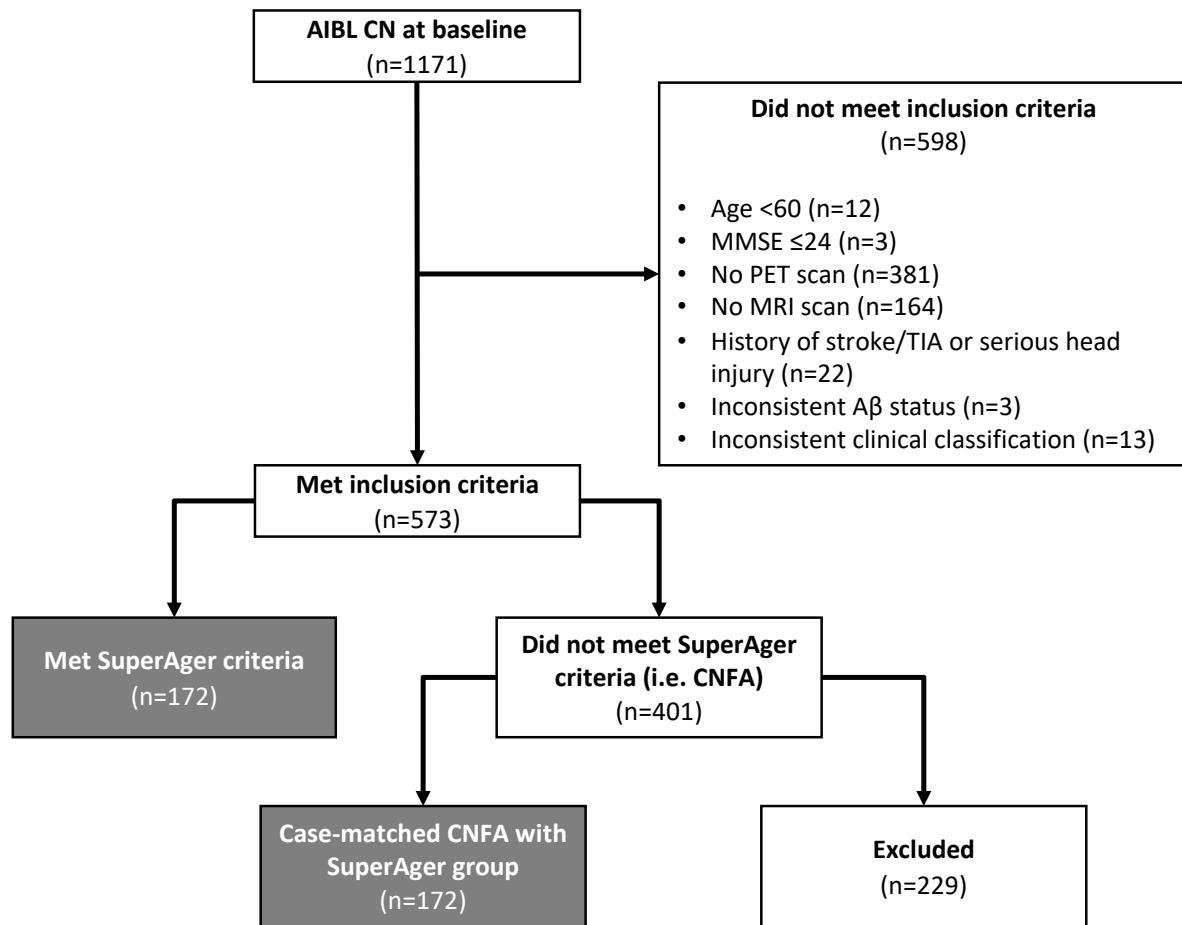 AIBL CN at baseline
(n=1171)
Did not meet inclusion criteria
(n=598)
• Age <60 (n=12)
• MMSE ≤24 (n=3)
• No PET scan (n=381)
• No MRI scan (n=164)
• History of stroke/TIA or serious head
injury (n=22)
• Inconsistent Aβ status (n=3)
• Inconsistent clinical classification (n=13)
Met inclusion criteria
(n=573)
Met SuperAger criteria
(n=172)
Did not meet SuperAger
criteria (i.e. CNFA)
(n=401)
Case-matched CNFA with
SuperAger group
(n=172)
Excluded
(n=229)